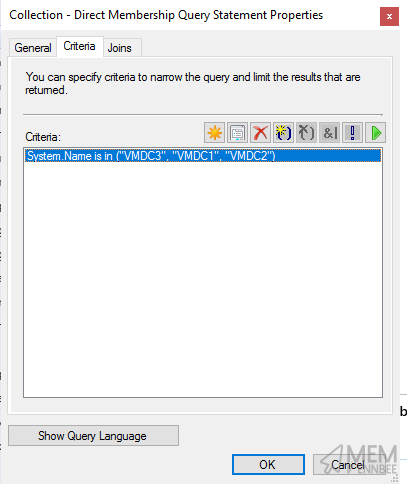 Collection - Direct Membership Query Statement Properties
x
General Criteria Joins
You can specify criteria to narrow the query and limit the results that are
returned.
Criteria:
&| !
System.Name is in ("VMDC3", "VMDC1", "VMDC2")
b
Show Query Language
OK Cancel
MEM
ENNBEE